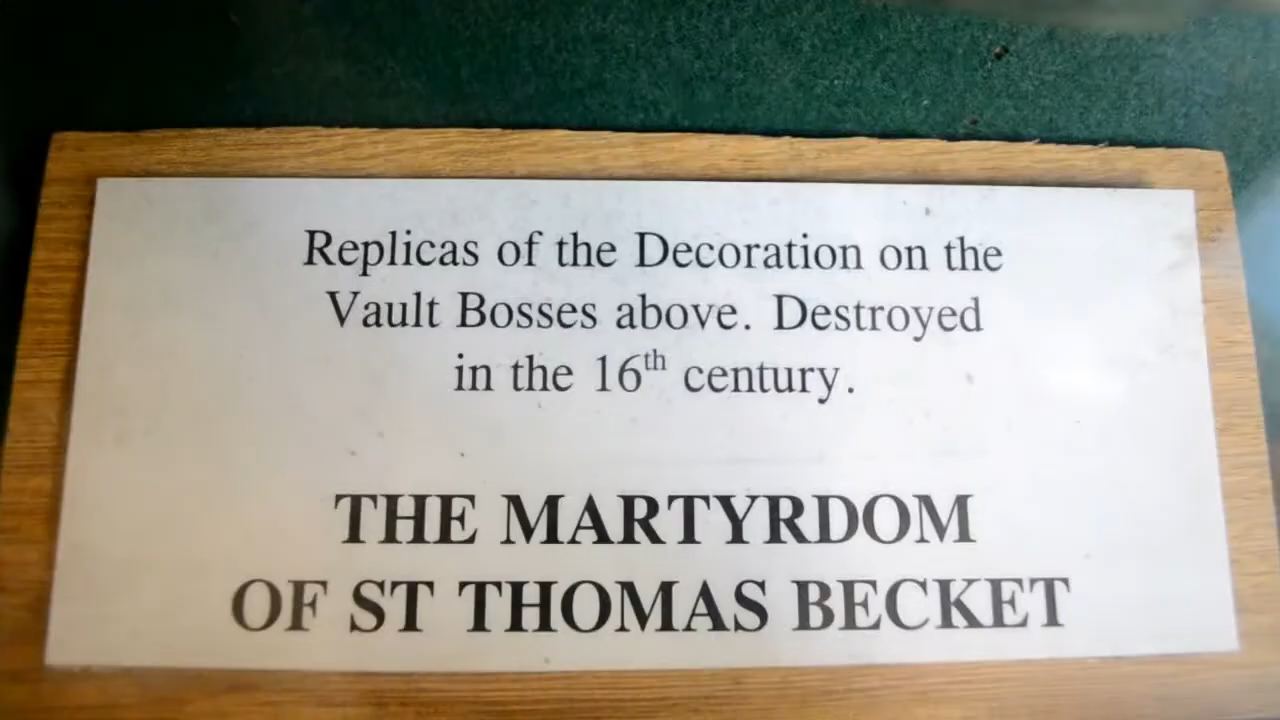 Replicas of the Decoration on the
Vault Bosses above. Destroyed
in the 16th century.
THE MARTYRDOM
OF ST THOMAS BECKET